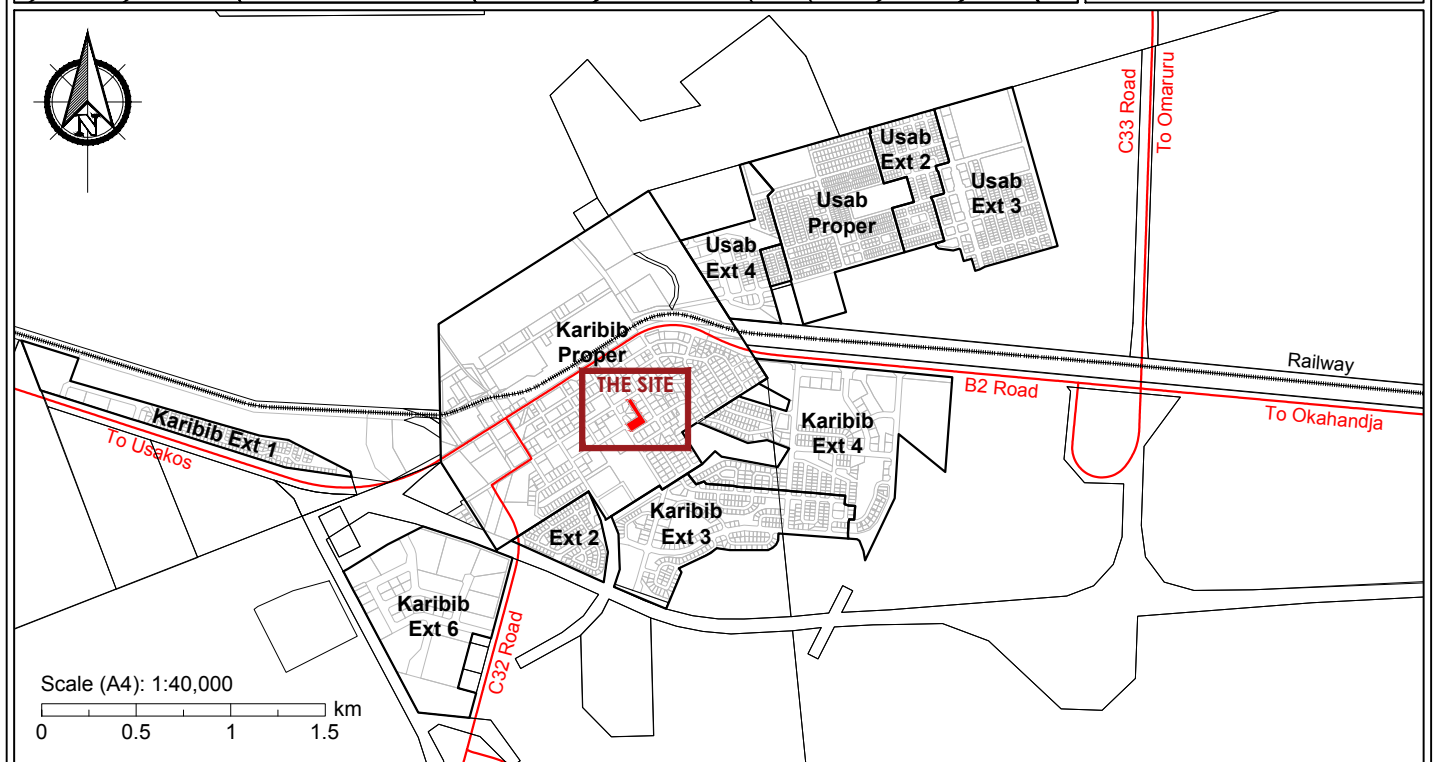 N
C33 Road
To Omaruru
Usab
Ext 2
Usab
Ext 3
Usab
Proper
Usab
Ext 4
Karibib
Proper
THE SITE
Railway
B2 Road
To Okahandja
Karibib Ext 1
To Usakos
Karibib
Ext 4
Karibib
Ext 3
Ext 2
Karibib
Ext 6
C32 Road
Scale (A4): 1:40,000
km
0 0.5 1 1.5